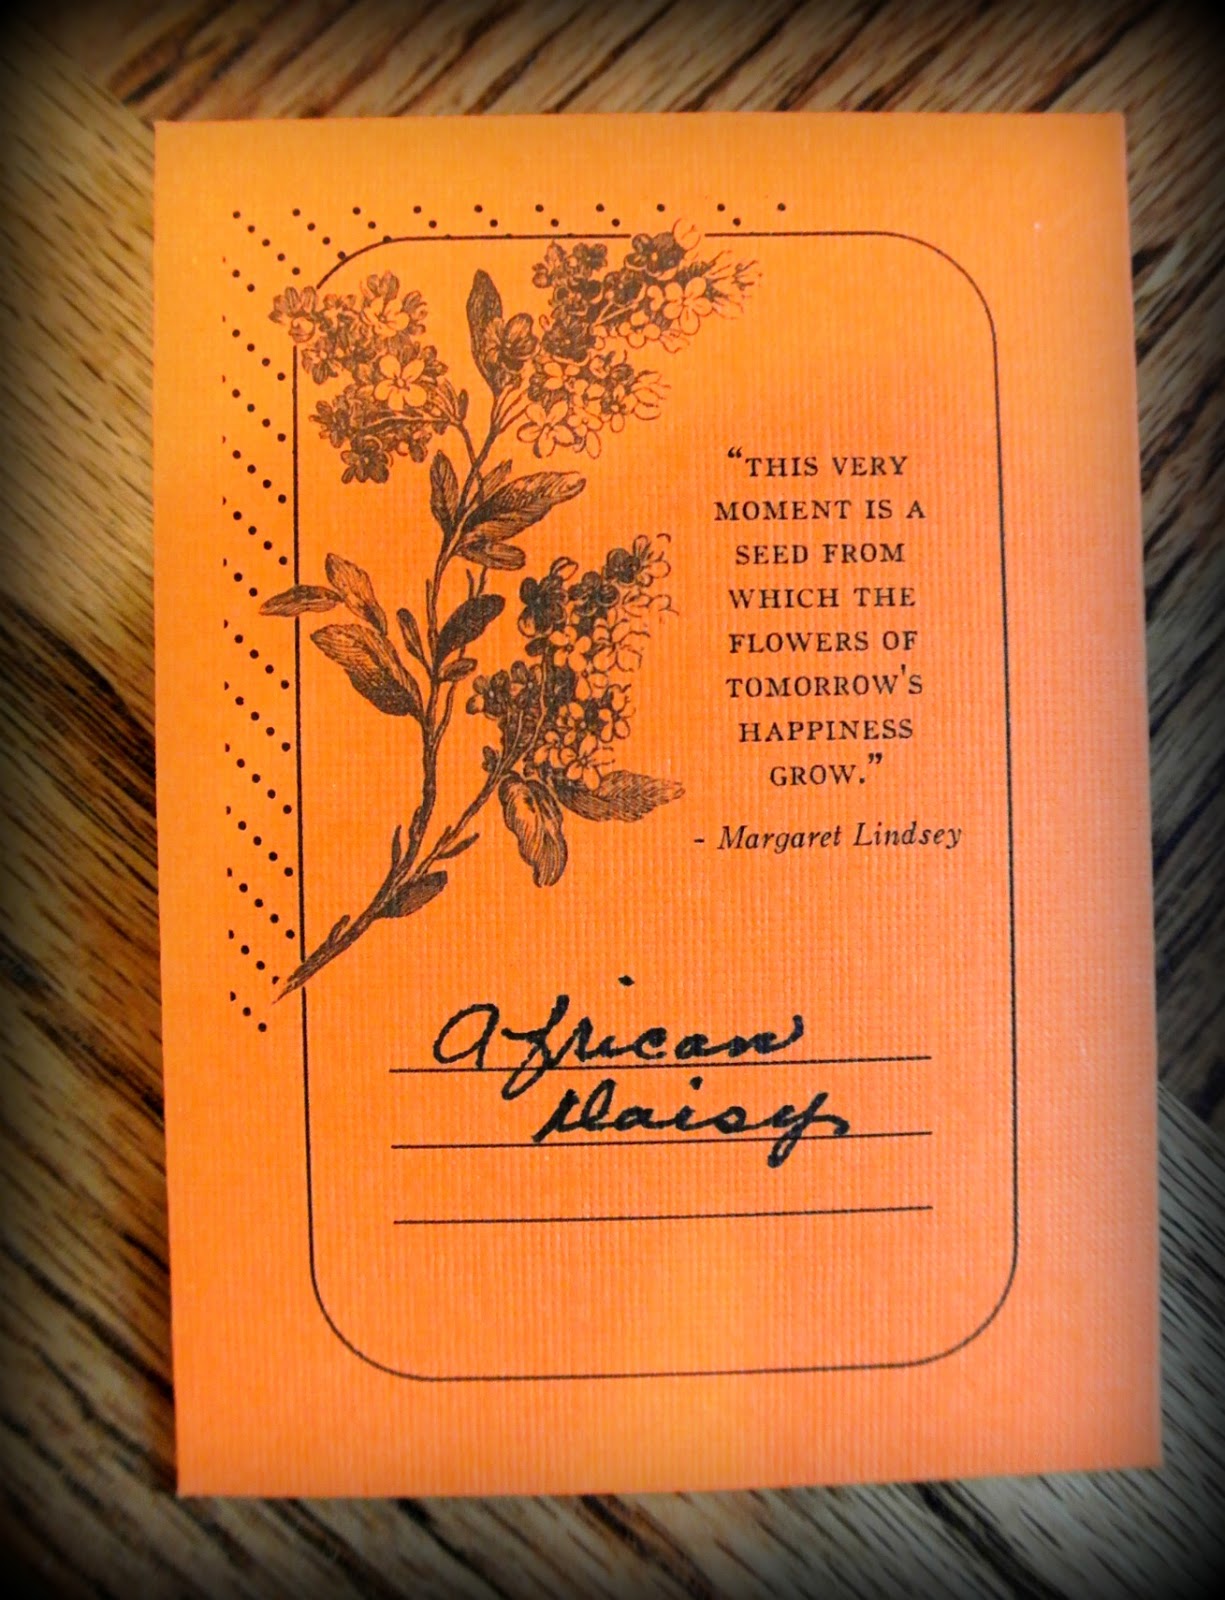 “THIS VERY
MOMENT IS A
SEED FROM
WHICH THE
FLOWERS OF
TOMORROW'S
HAPPINESS
GROW.”
- Margaret Lindsey
African
Daisy